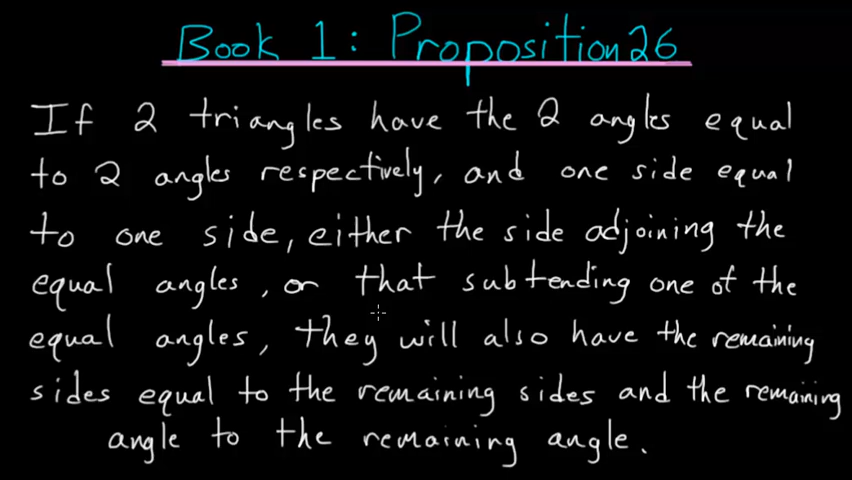 Book 1: Proposition 26
If 2 triangles have the 2 angles equal
to 2 angles respectively, and one side equal
to one side, either the side adjoining the
equal angles, or that subtending one of the
equal angles, they will also have the remaining
sides equal to the remaining sides and the remaining
angle to the remaining angle.